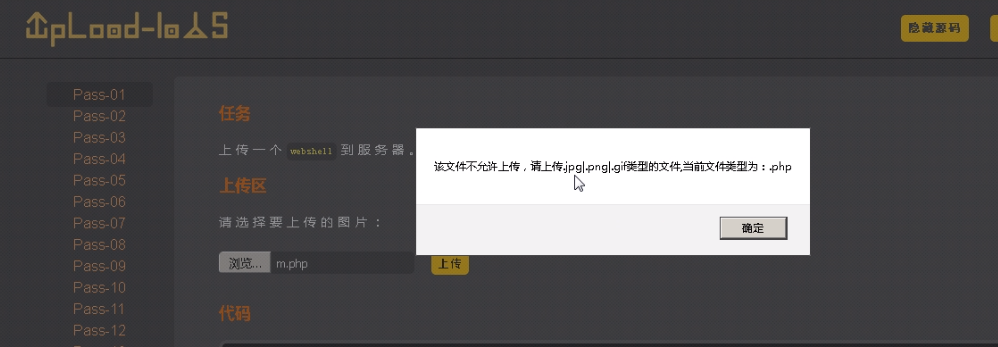 UpLoad-labs
隐藏源码
Pass-01
Pass-02
Pass-03
Pass-04
Pass-05
Pass-06
Pass-07
Pass-08
Pass-09
Pass-10
Pass-11
Pass-12
任务
上传一个 webshell 到服务器。
上传区
请选择要上传的图片：
浏览... m.php 上传
代码
该文件不允许上传，请上传.jpg|.png|.gif类型的文件,当前文件类型为：.php
确定